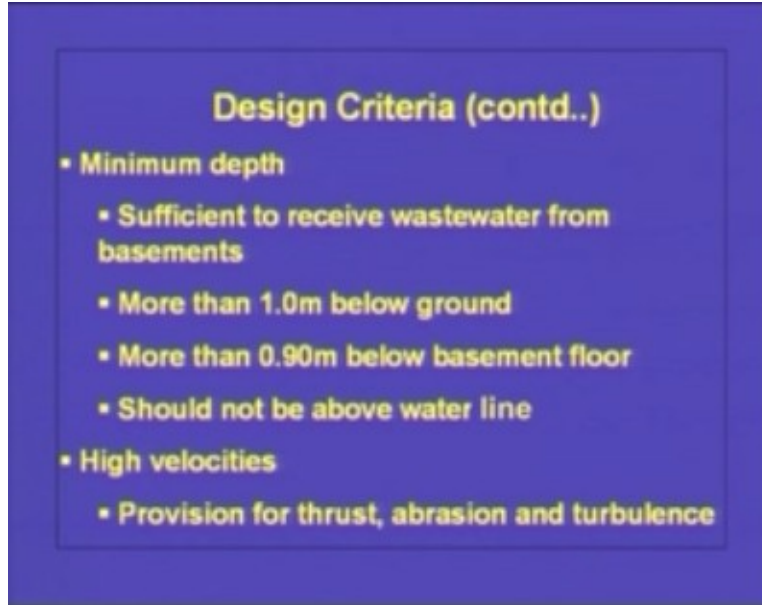 Design Criteria (contd..)
▪ Minimum depth
▪ Sufficient to receive wastewater from
basements
▪ More than 1.0m below ground
▪ More than 0.90m below basement floor
▪ Should not be above water line
▪ High velocities
▪ Provision for thrust, abrasion and turbulence